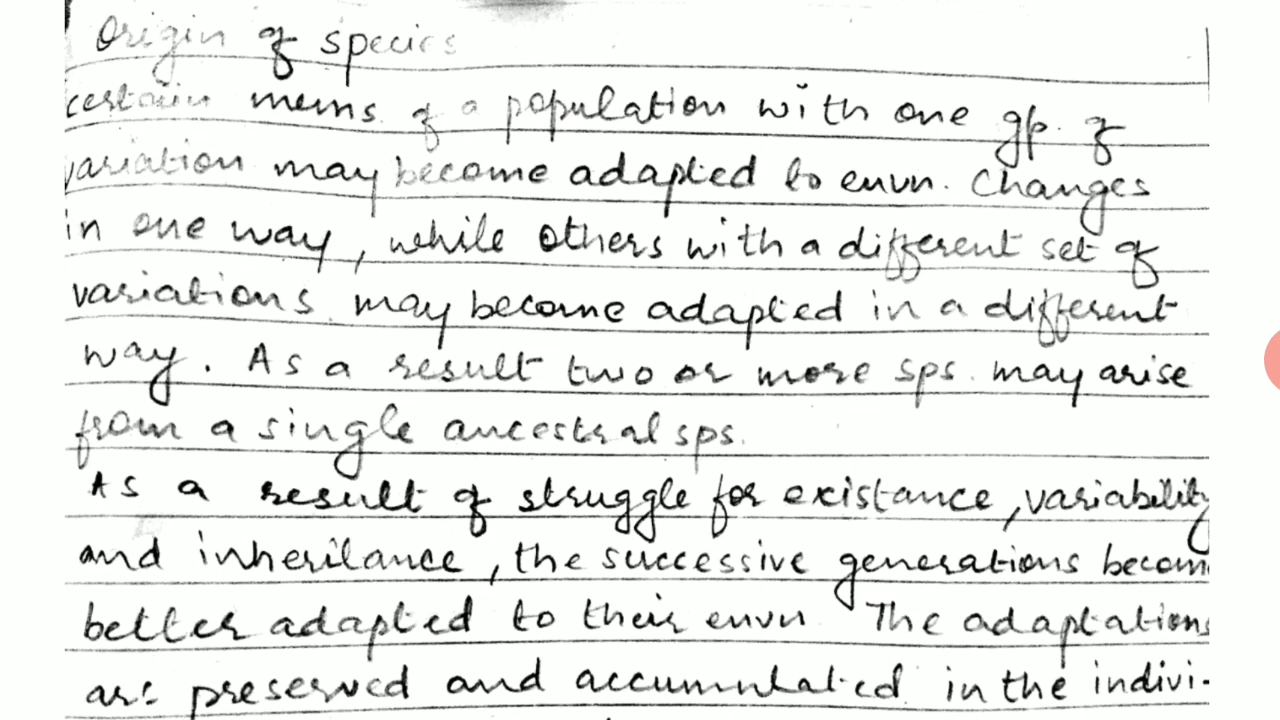 Origin of species
certain mems of a population with one gp. of
variation may become adapted to envn. Changes
in one way, while others with a different set of
variations may become adapted in a different
way. As a result two or more sps. may arise
from a single ancestral sps.
As a result of struggle for existance, variability
and inheritance, the successive generations becom
better adapted to their envn The adaptations
are preserved and accumulated in the indivi-